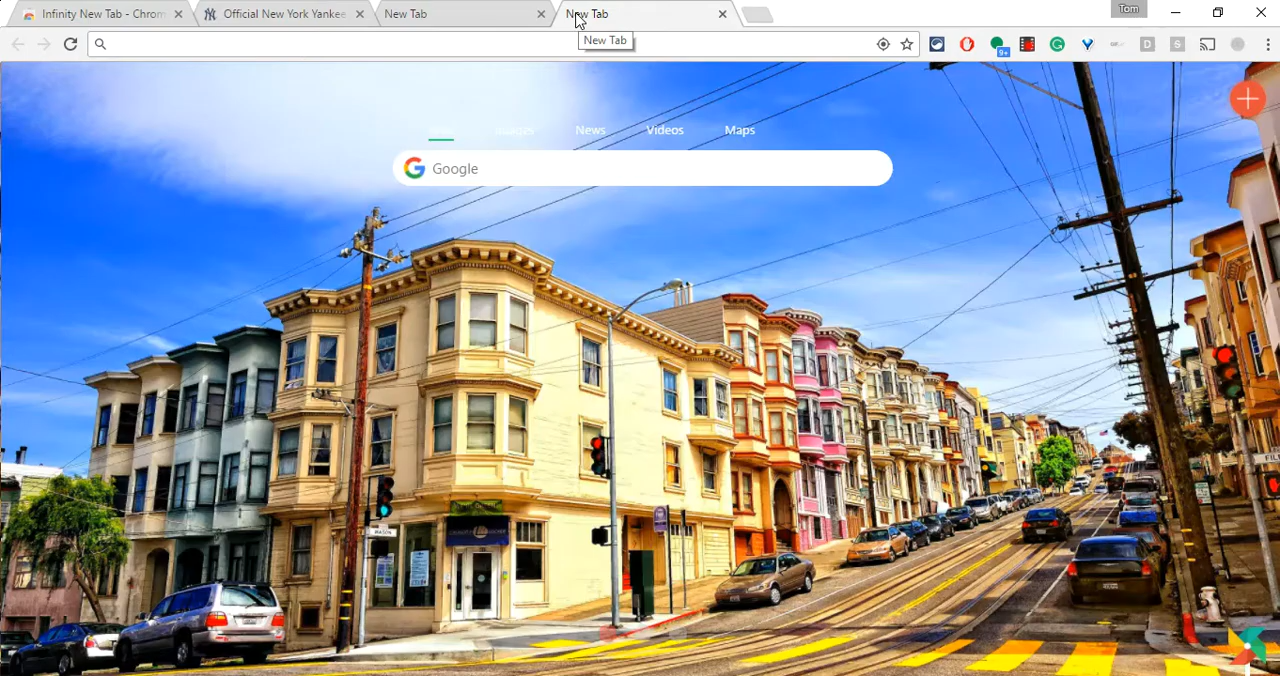 Infinity New Tab - Chrom
Official New York Yankee
New Tab
New Tab
Tom
New Tab
9+
D
S
Images
News
Videos
Maps
Google